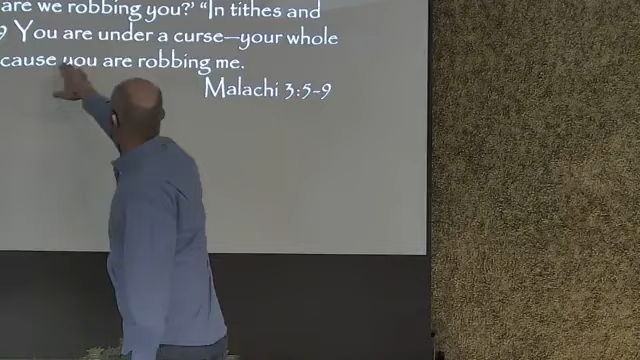 are we robbing you?' "In tithes and
9 You are under a curse—your whole
cause you are robbing me.
Malachi 3:5-9